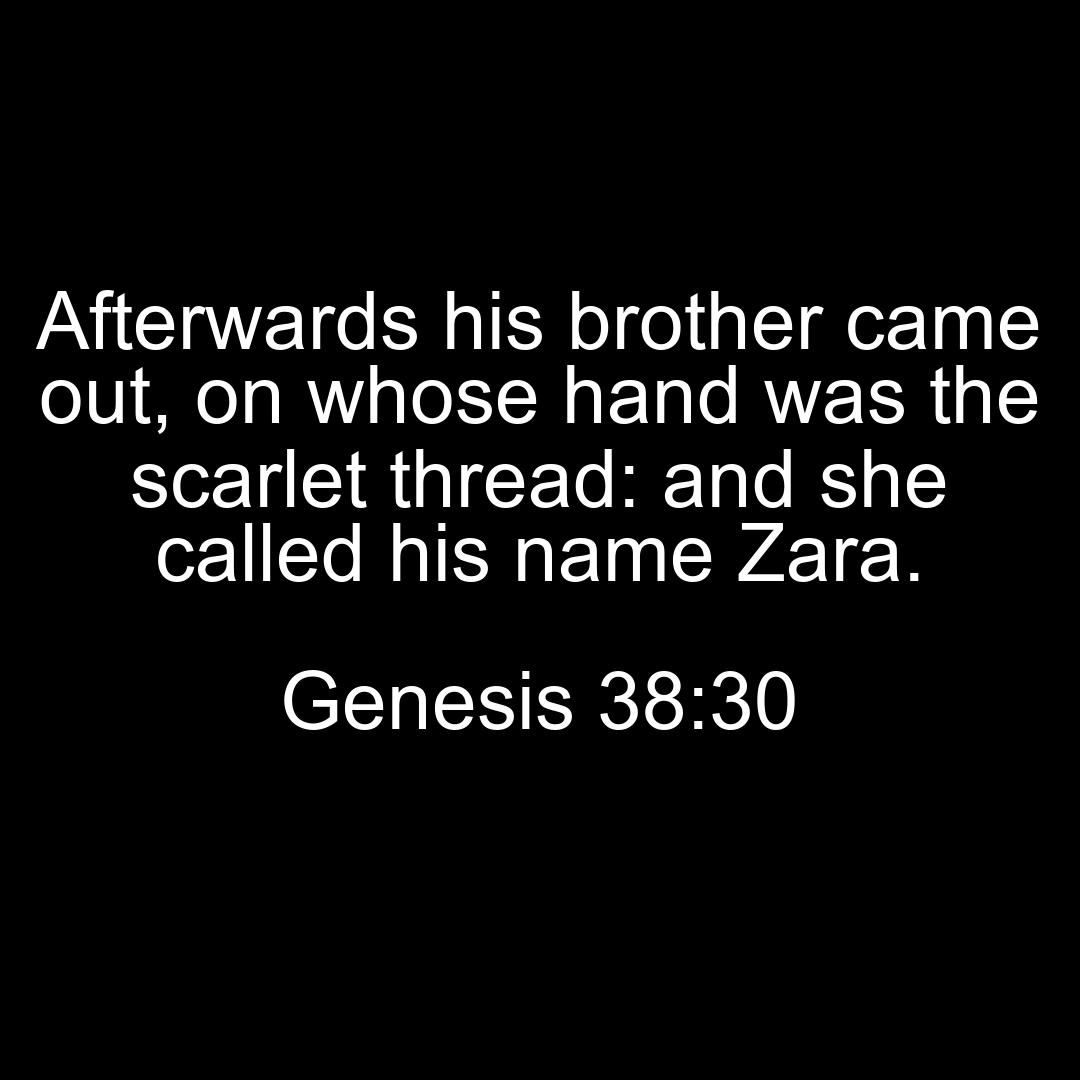 Afterwards his brother came
out, on whose hand was the
scarlet thread: and she
called his name Zara.
Genesis 38:30